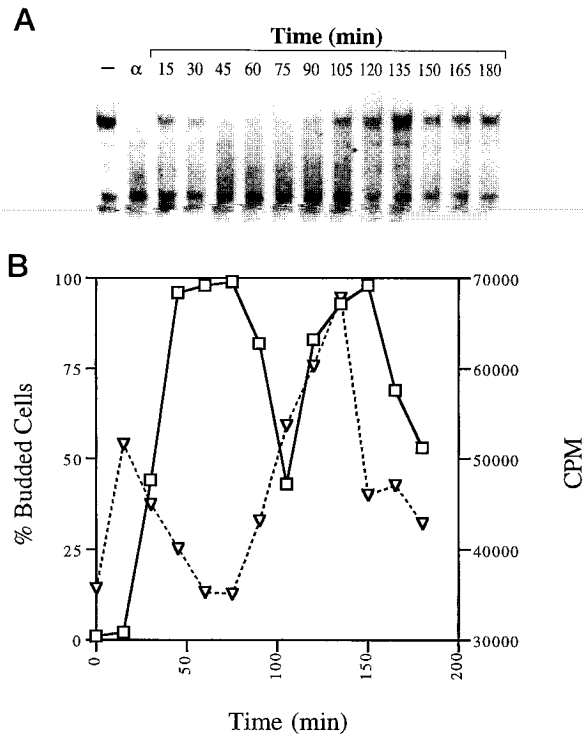 A
Time (min)
– α 15 30 45 60 75 90 105 120 135 150 165 180
B
100
75
50
25
0
% Budded Cells
70000
60000
50000
40000
30000
CPM
0 50 100 150 200
Time (min)